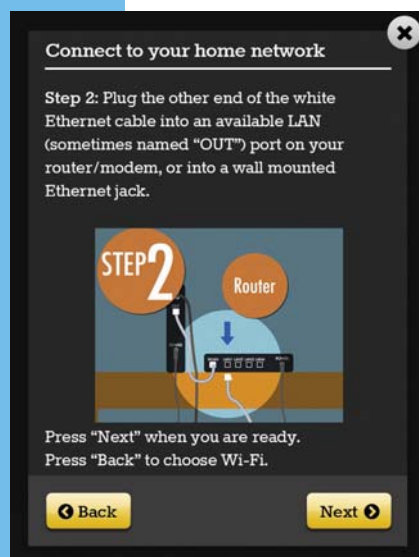 Connect to your home network
Step 2: Plug the other end of the white
Ethernet cable into an available LAN
(sometimes named “OUT”) port on your
router/modem, or into a wall mounted
Ethernet jack.
STEP 2
Router
Press “Next” when you are ready.
Press “Back” to choose Wi-Fi.
Back
Next